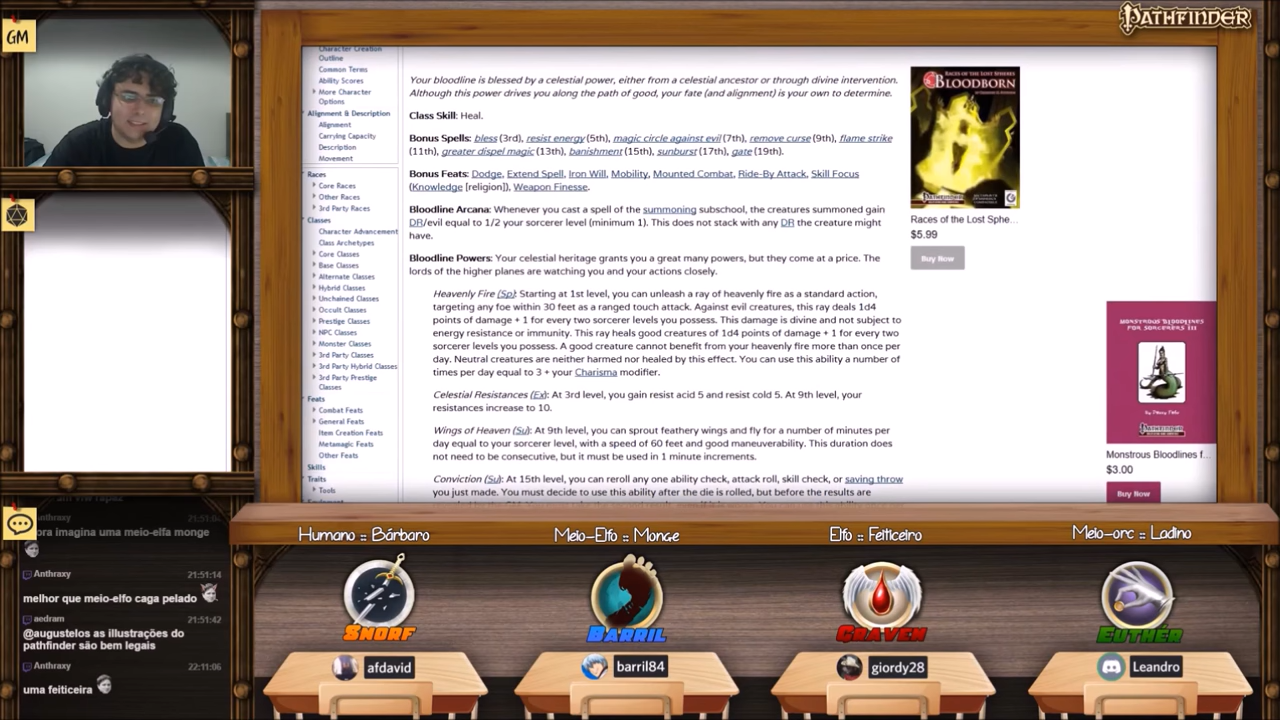 GM
PATHFINDER
Character Creation
Outline
Common Terms
Ability Scores
More Character
Options
Alignment & Description
Alignment
Carrying Capacity
Description
Movement
Races
Core Races
Other Races
3rd Party Races
Classes
Character Advancement
Class Archetypes
Core Classes
Base Classes
Alternate Classes
Hybrid Classes
Unchained Classes
Occult Classes
Prestige Classes
NPC Classes
Monster Classes
3rd Party Classes
3rd Party Hybrid Classes
3rd Party Prestige
Classes
Feats
Combat Feats
General Feats
Item Creation Feats
Metamagic Feats
Other Feats
Skills
Traits
Tools
Your bloodline is blessed by a celestial power, either from a celestial ancestor or through divine intervention.
Although this power drives you along the path of good, your fate (and alignment) is your own to determine.
Class Skill: Heal.
Bonus Spells: bless (3rd), resist energy (5th), magic circle against evil (7th), remove curse (9th), flame strike
(11th), greater dispel magic (13th), banishment (15th), sunburst (17th), gate (19th).
Bonus Feats: Dodge, Extend Spell, Iron Will, Mobility, Mounted Combat, Ride-By Attack, Skill Focus
(Knowledge [religion]), Weapon Finesse.
Bloodline Arcana: Whenever you cast a spell of the summoning subschool, the creatures summoned gain
DR/evil equal to 1/2 your sorcerer level (minimum 1). This does not stack with any DR the creature might
have.
Bloodline Powers: Your celestial heritage grants you a great many powers, but they come at a price. The
lords of the higher planes are watching you and your actions closely.
Heavenly Fire (Sp): Starting at 1st level, you can unleash a ray of heavenly fire as a standard action,
targeting any foe within 30 feet as a ranged touch attack. Against evil creatures, this ray deals 1d4
points of damage + 1 for every two sorcerer levels you possess. This damage is divine and not subject to
energy resistance or immunity. This ray heals good creatures of 1d4 points of damage + 1 for every two
sorcerer levels you possess. A good creature cannot benefit from your heavenly fire more than once per
day. Neutral creatures are neither harmed nor healed by this effect. You can use this ability a number of
times per day equal to 3 + your Charisma modifier.
Celestial Resistances (Ex): At 3rd level, you gain resist acid 5 and resist cold 5. At 9th level, your
resistances increase to 10.
Wings of Heaven (Su): At 9th level, you can sprout feathery wings and fly for a number of minutes per
day equal to your sorcerer level, with a speed of 60 feet and good maneuverability. This duration does
not need to be consecutive, but it must be used in 1 minute increments.
Conviction (Su): At 15th level, you can reroll any one ability check, attack roll, skill check, or saving throw
you just made. You must decide to use this ability after the die is rolled, but before the results are
RACES OF THE LOST SPHERES
BLOODBORN
Races of the Lost Sphe...
$5.99
Buy Now
MONSTROUS BLOODLINES
FOR SORCERERS III
Monstrous Bloodlines f...
$3.00
Buy Now
ora imagina uma meio-elfa monge
Anthraxy 21:51:14
melhor que meio-elfo caga pelado
aedram 21:51:42
@augustelos as illustrações do
pathfinder são bem legais
Anthraxy 22:11:06
uma feiticeira
Humano :: Bárbaro
Meio-Elfo :: Monge
Elfo :: Feiticeiro
Meio-orc :: Ladino
SNORF
BARRIL
GRAVEN
EUTHER
afdavid
barril84
giordy28
Leandro